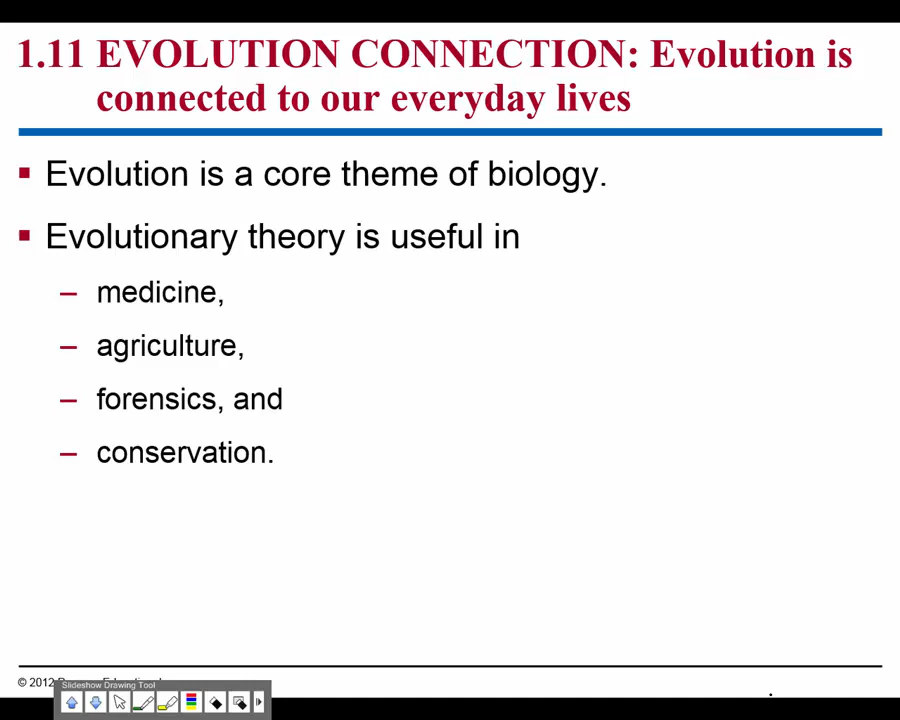 1.11 EVOLUTION CONNECTION: Evolution is
connected to our everyday lives
Evolution is a core theme of biology.
Evolutionary theory is useful in
– medicine,
– agriculture,
– forensics, and
– conservation.
© 2012
Slideshow Drawing Tool